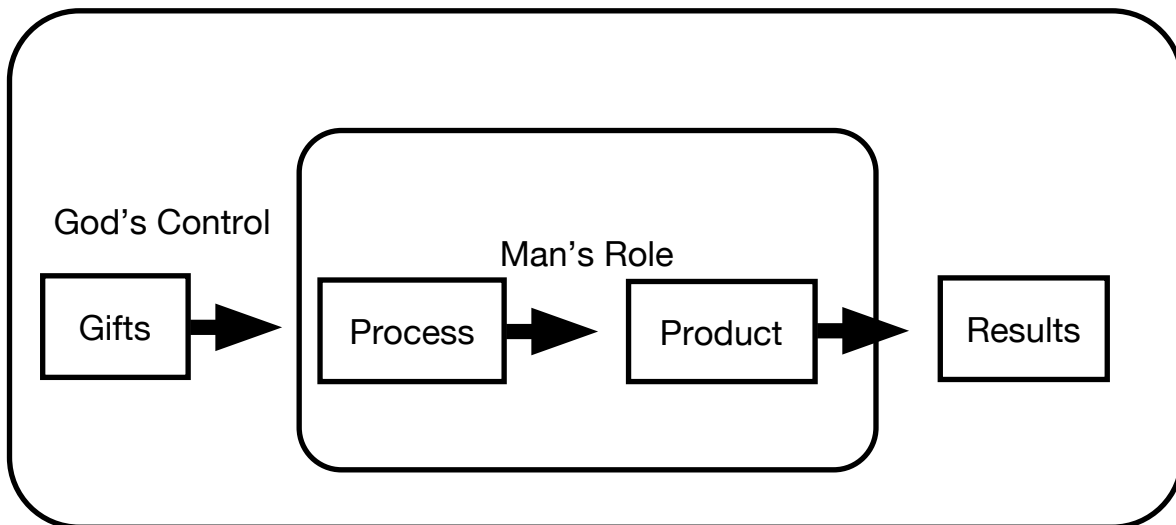 God’s Control
Man’s Role
Gifts
Process
Product
Results